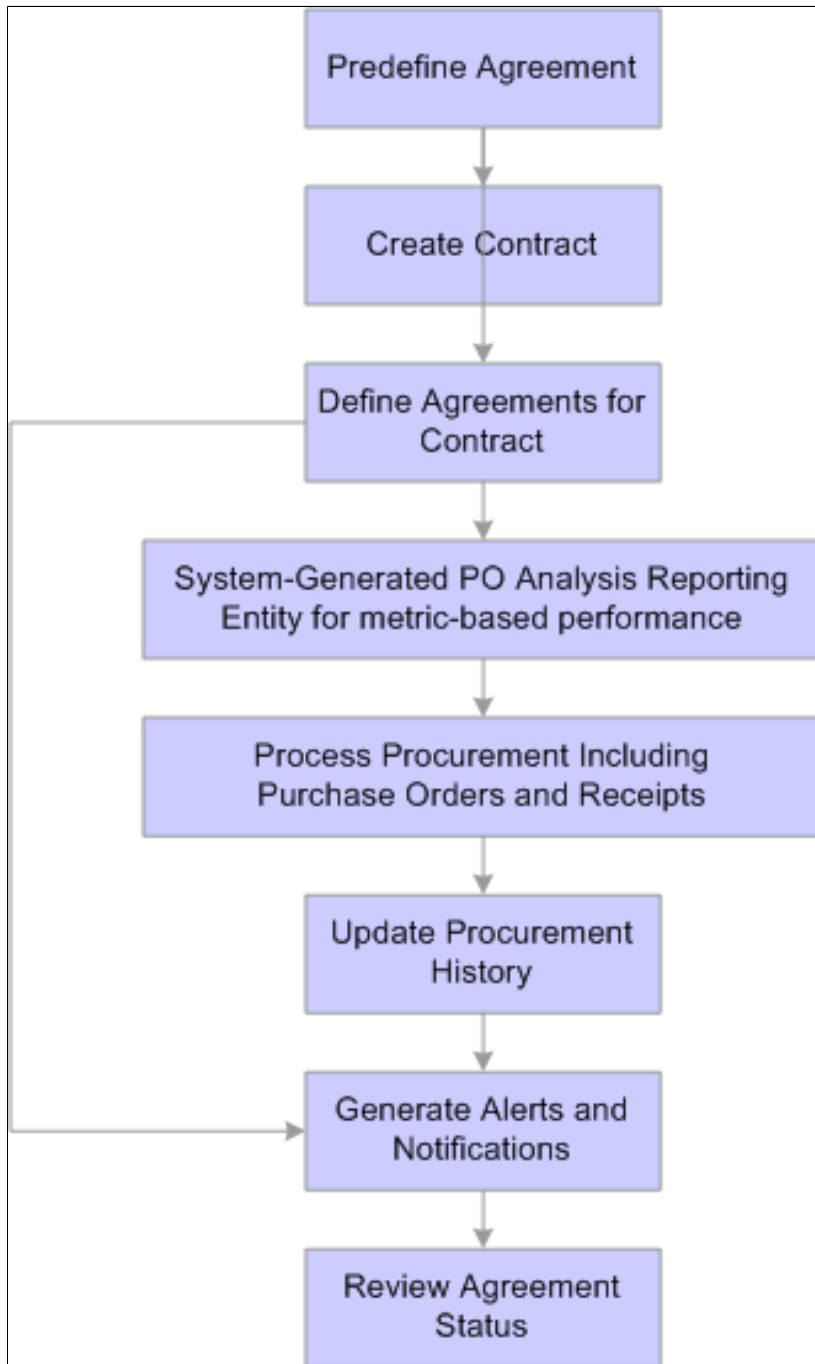 Predefine Agreement
Create Contract
Define Agreements for
Contract
System-Generated PO Analysis Reporting
Entity for metric-based performance
Process Procurement Including
Purchase Orders and Receipts
Update Procurement
History
Generate Alerts and
Notifications
Review Agreement
Status